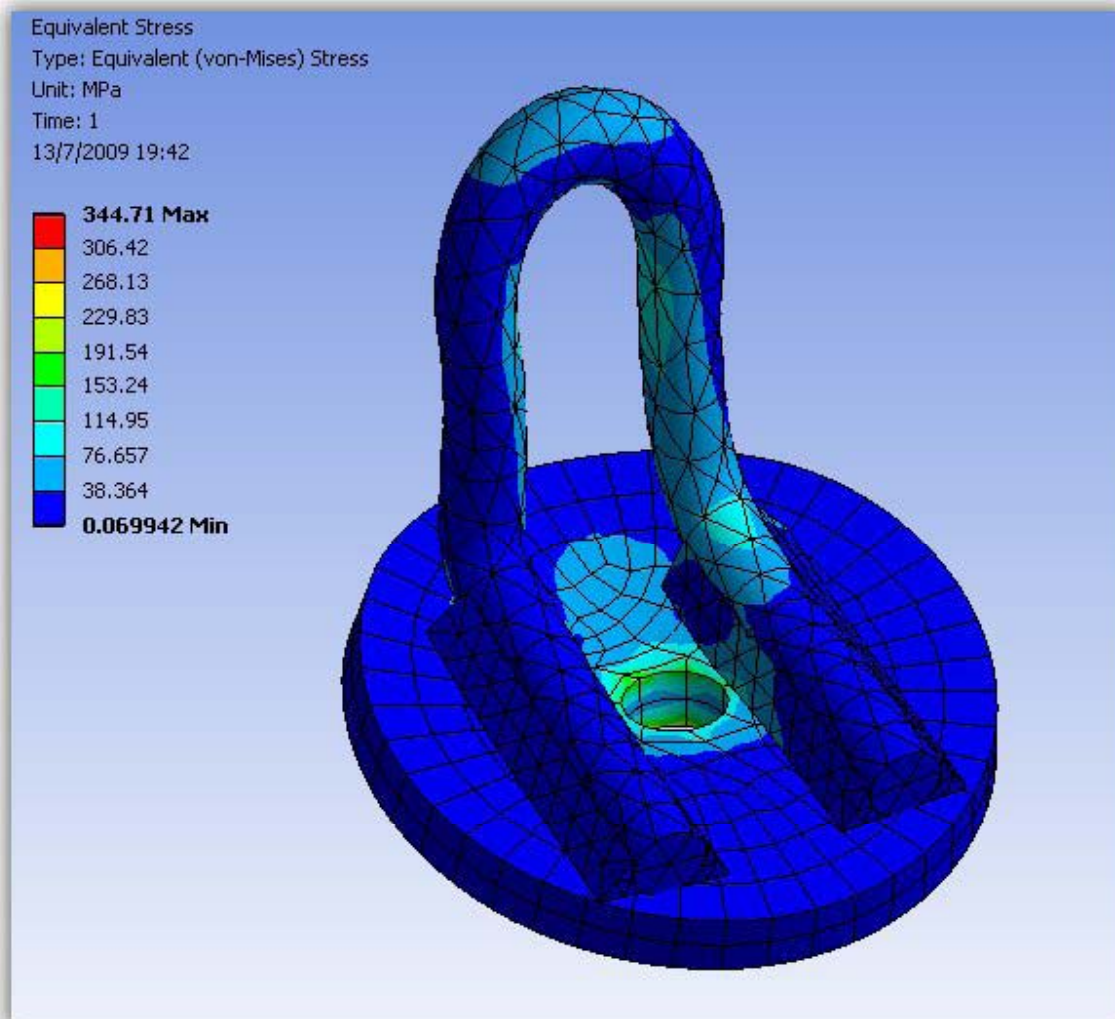 Equivalent Stress
Type: Equivalent (von-Mises) Stress
Unit: MPa
Time: 1
13/7/2009 19:42
344.71 Max
306.42
268.13
229.83
191.54
153.24
114.95
76.657
38.364
0.069942 Min